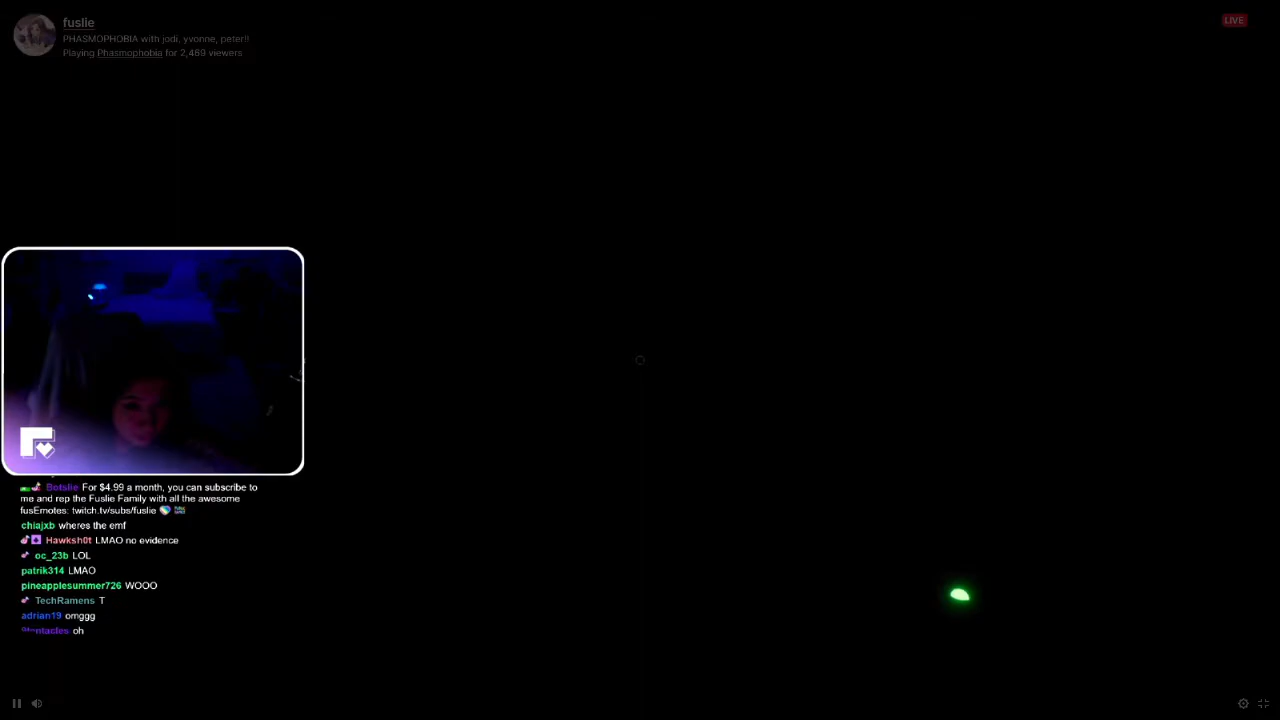 fuslie
LIVE
PHASMOPHOBIA with jodi, yvonne, peter!!
Playing Phasmophobia for 2,469 viewers
Botslie For $4.99 a month, you can subscribe to
me and rep the Fuslie Family with all the awesome
fusEmotes: twitch.tv/subs/fuslie
chiajxb wheres the emf
Hawksh0t LMAO no evidence
oc_23b LOL
patrik314 LMAO
pineapplesummer726 WOOO
TechRamens T
adrian19 omggg
oh